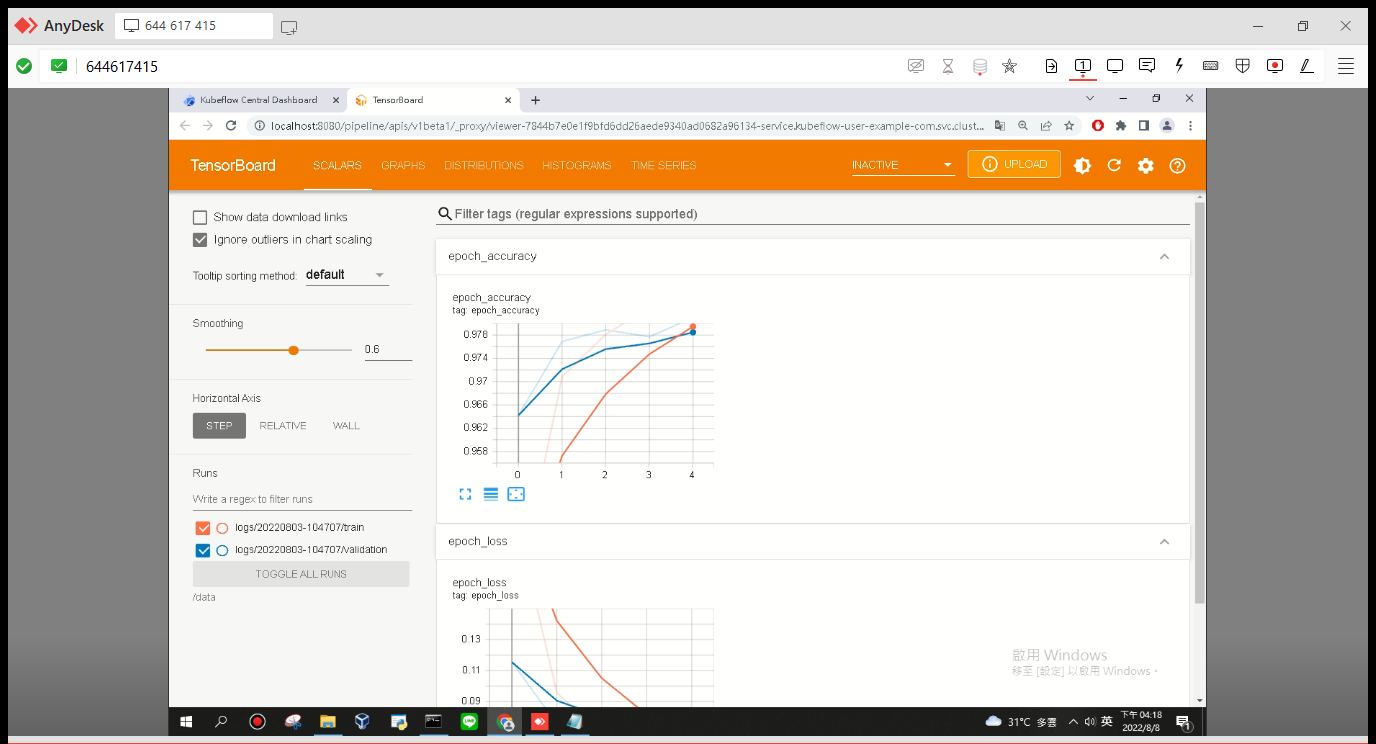 AnyDesk
644 617 415
644617415
1
Kubeflow Central Dashboard
TensorBoard
localhost:8080/pipeline/apis/v1beta1/_proxy/viewer-7844b7e0e1f9bfd6dd26aede9340ad0682a96134-service.kubeflow-user-example-com.svc.clust...
TensorBoard
SCALARS
GRAPHS
DISTRIBUTIONS
HISTOGRAMS
TIME SERIES
INACTIVE
UPLOAD
Show data download links
Ignore outliers in chart scaling
Tooltip sorting method:
default
Smoothing
0.6
Horizontal Axis
STEP
RELATIVE
WALL
Runs
Write a regex to filter runs
logs/20220803-104707/train
logs/20220803-104707/validation
TOGGLE ALL RUNS
/data
Filter tags (regular expressions supported)
epoch_accuracy
epoch_accuracy
tag: epoch_accuracy
0.978
0.974
0.97
0.966
0.962
0.958
0
1
2
3
4
epoch_loss
epoch_loss
tag: epoch_loss
0.13
0.11
0.09
啟用 Windows
移至 [設定] 以啟用 Windows。
31°C 多雲
英
下午 04:18
2022/8/8
1